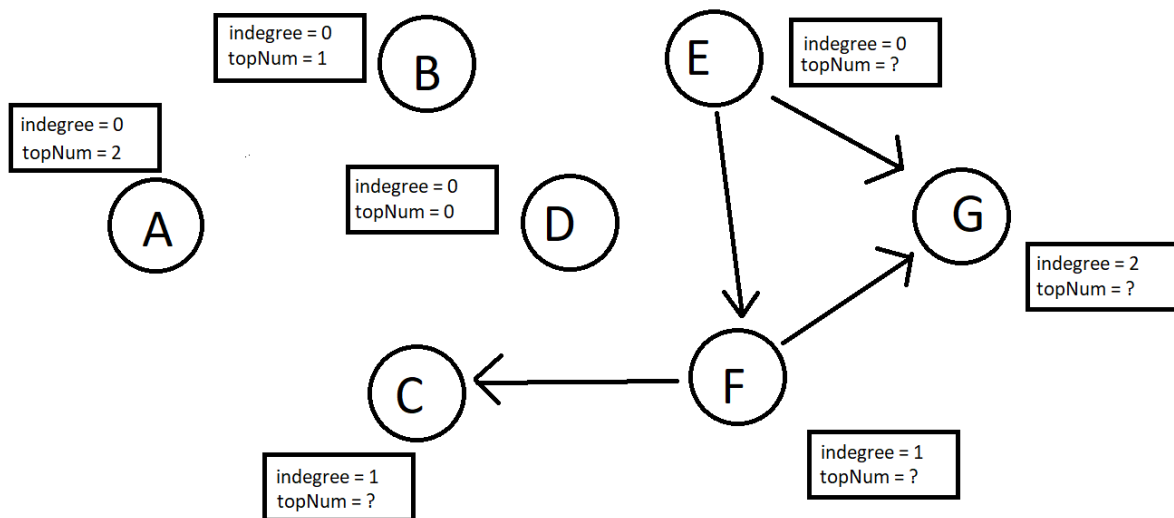 indegree = 0
topNum = 1
B
E
indegree = 0
topNum = ?
indegree = 0
topNum = 2
A
indegree = 0
topNum = 0
D
G
indegree = 2
topNum = ?
C
F
indegree = 1
topNum = ?
indegree = 1
topNum = ?